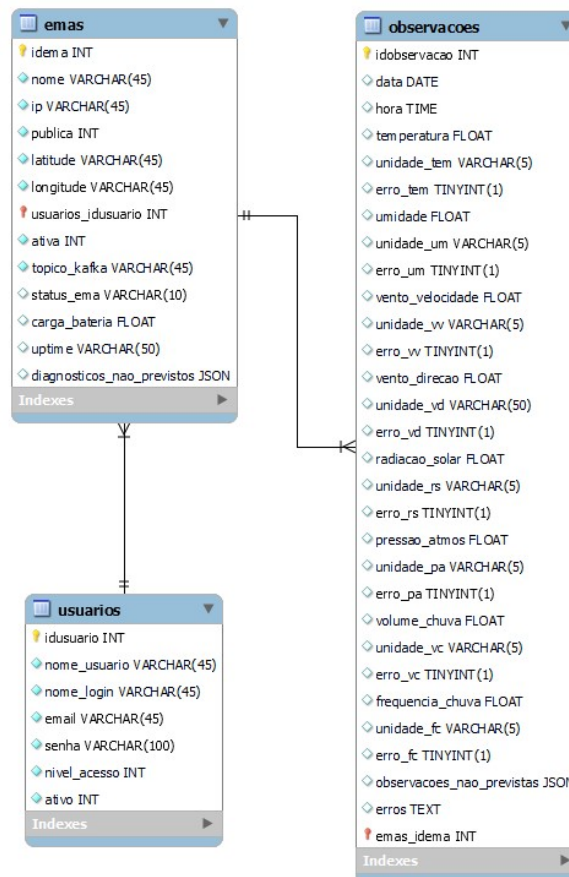 emas
idema INT
nome VARCHAR(45)
ip VARCHAR(45)
publica INT
latitude VARCHAR(45)
longitude VARCHAR(45)
usuarios_idusuario INT
ativa INT
topico_kafka VARCHAR(45)
status_ema VARCHAR(10)
carga_bateria FLOAT
uptime VARCHAR(50)
diagnosticos_nao_previstos JSON
Indexes
usuarios
idusuario INT
nome_usuario VARCHAR(45)
nome_login VARCHAR(45)
email VARCHAR(45)
senha VARCHAR(100)
nivel_acesso INT
ativo INT
Indexes
observacoes
idobservacao INT
data DATE
hora TIME
temperatura FLOAT
unidade_tem VARCHAR(5)
erro_tem TINYINT(1)
umidade FLOAT
unidade_um VARCHAR(5)
erro_um TINYINT(1)
vento_velocidade FLOAT
unidade_vv VARCHAR(5)
erro_vv TINYINT(1)
vento_direcao FLOAT
unidade_vd VARCHAR(50)
erro_vd TINYINT(1)
radiacao_solar FLOAT
unidade_rs VARCHAR(5)
erro_rs TINYINT(1)
pressao_atmos FLOAT
unidade_pa VARCHAR(5)
erro_pa TINYINT(1)
volume_chuva FLOAT
unidade_vc VARCHAR(5)
erro_vc TINYINT(1)
frequencia_chuva FLOAT
unidade_fc VARCHAR(5)
erro_fc TINYINT(1)
observacoes_nao_previstas JSON
erros TEXT
emas_idema INT
Indexes